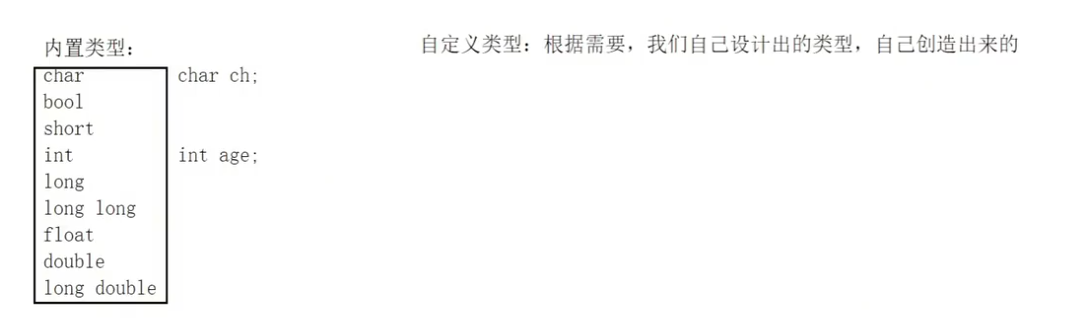 内置类型:
自定义类型: 根据需要, 我们自己设计出的类型, 自己创造出来的
char
char ch;
bool
short
int
int age;
long
long long
float
double
long double